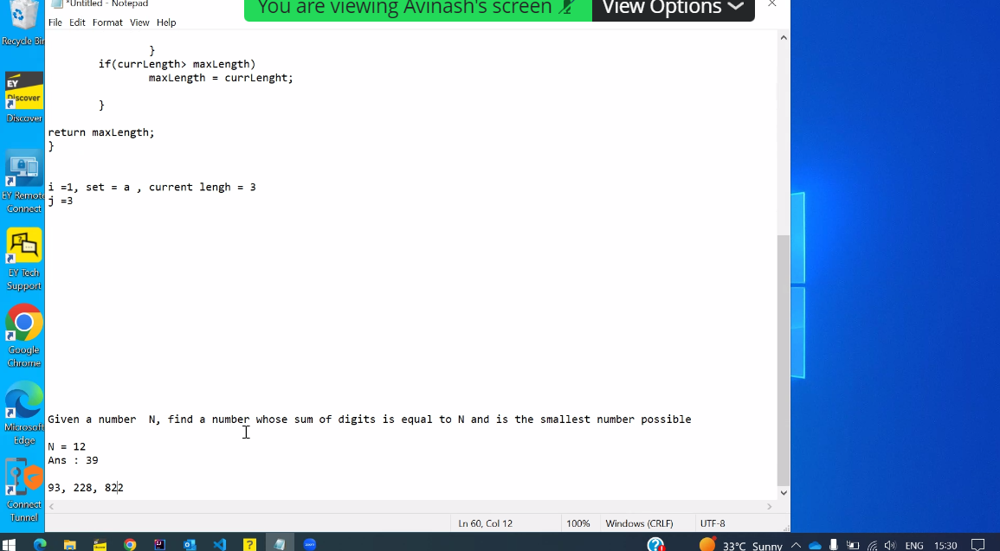 *Untitled - Notepad
You are viewing Avinash's screen
View Options
Recycle Bin
File Edit Format View Help
}
if(currLength> maxLength)
maxLength = currLenght;
}
return maxLength;
}
i =1, set = a , current lengh = 3
j =3
EY
Discover
Discover
EY Remote
Connect
EY Tech
Support
Google
Chrome
Microsoft
Edge
Connect
Tunnel
Given a number N, find a number whose sum of digits is equal to N and is the smallest number possible
N = 12
Ans : 39
93, 228, 822
Ln 60, Col 12
100%
Windows (CRLF)
UTF-8
33°C Sunny
ENG
15:30